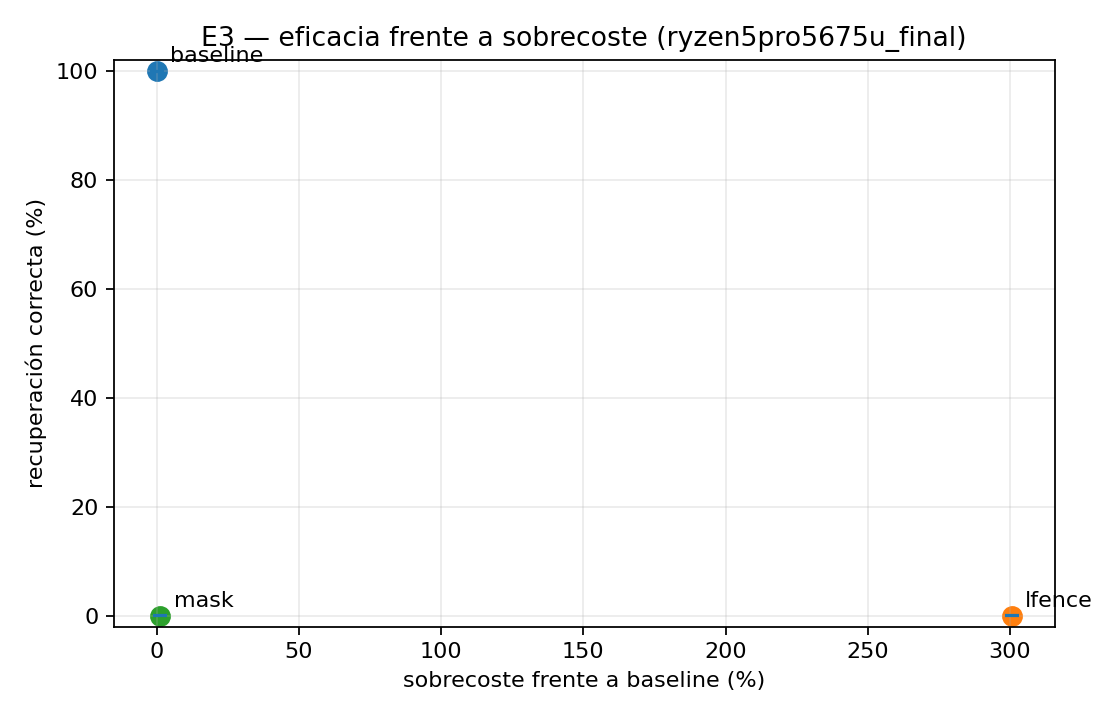 E3 — eficacia frente a sobrecoste (ryzen5pro5675u_final)
baseline
100
80
60
40
20
0
recuperación correcta (%)
mask
lfence
0
50
100
150
200
250
300
sobrecoste frente a baseline (%)